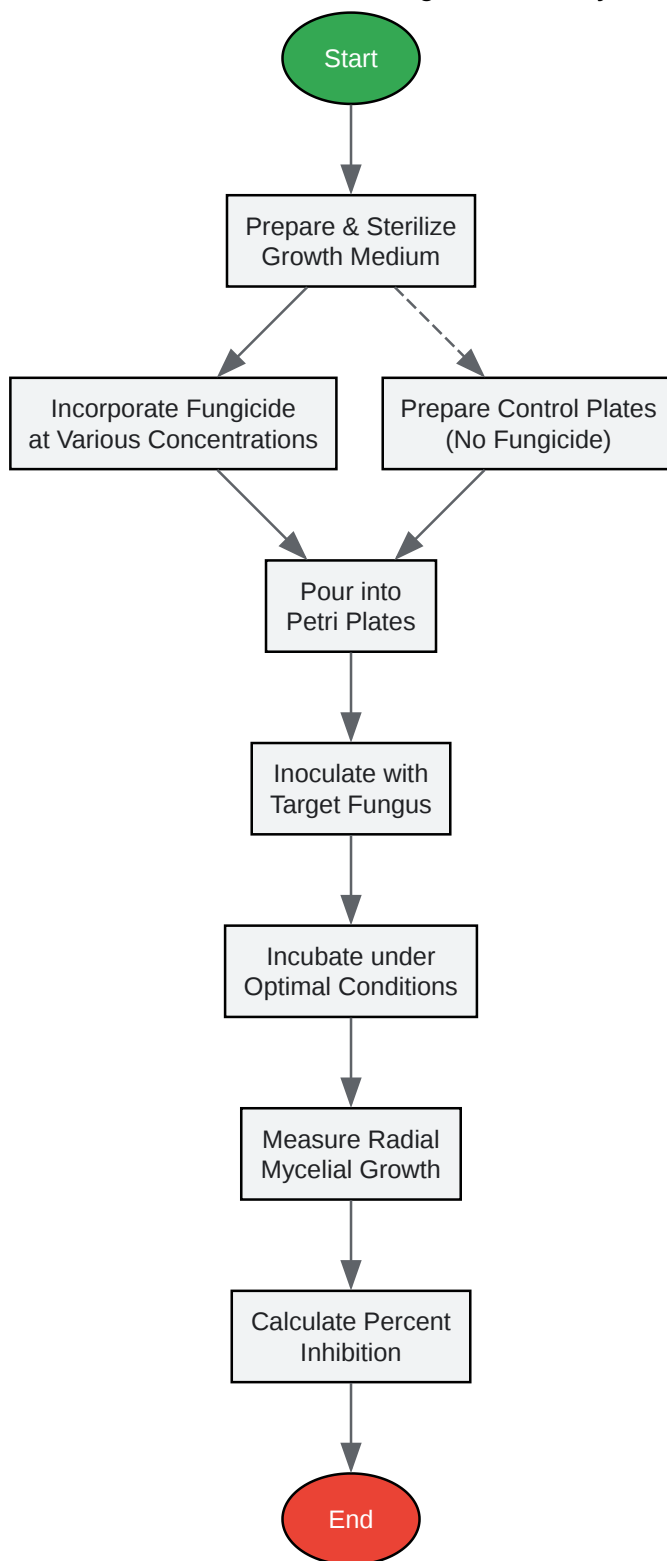 Start
Prepare & Sterilize
Growth Medium
Incorporate Fungicide
at Various Concentrations
Prepare Control Plates
(No Fungicide)
Pour into
Petri Plates
Inoculate with
Target Fungus
Incubate under
Optimal Conditions
Measure Radial
Mycelial Growth
Calculate Percent
Inhibition
End